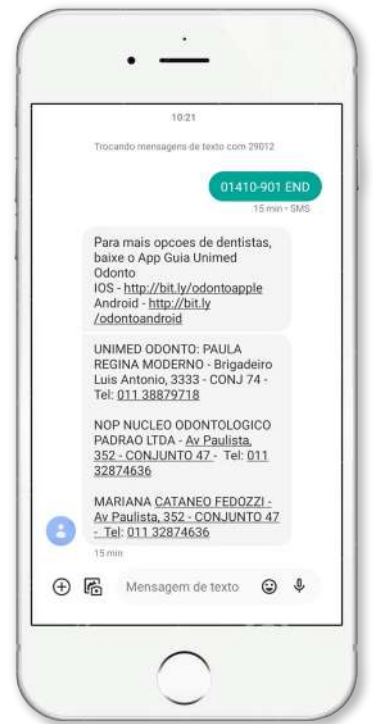 10:21
Trocando mensagens de texto com 29012
01410-901 END
15 min • SMS
Para mais opcoes de dentistas,
baixe o App Guia Unimed
Odonto
IOS - http://bit.ly/odontoapple
Android - http://bit.ly
/odontoandroid
UNIMED ODONTO: PAULA
REGINA MODERNO - Brigadeiro
Luis Antonio, 3333 - CONJ 74 -
Tel: 011 38879718
NOP NUCLEO ODONTOLOGICO
PADRAO LTDA - Av Paulista,
352 - CONJUNTO 47 - Tel: 011
32874636
MARIANA CATANEO FEDOZZI -
Av Paulista, 352 - CONJUNTO 47
- Tel: 011 32874636
15 min
Mensagem de texto